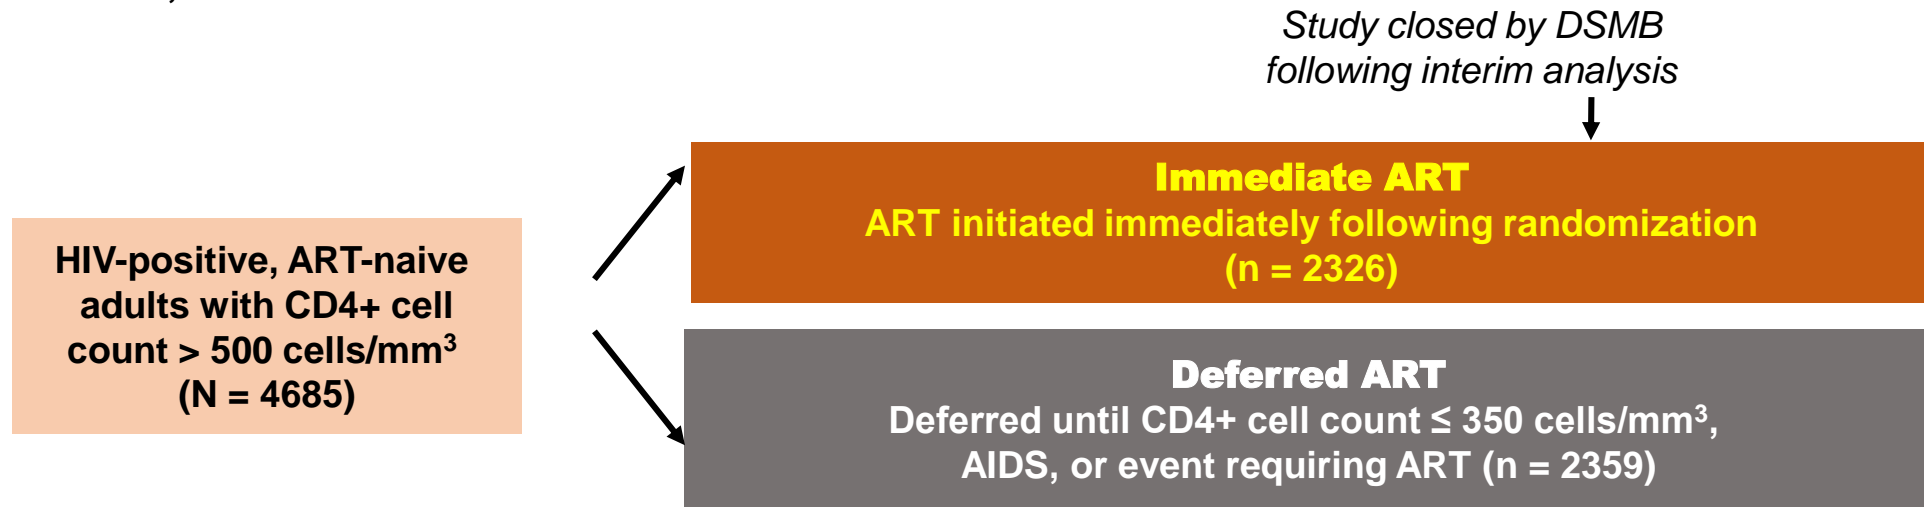 Study closed by DSMB
following interim analysis
Immediate ART
ART initiated immediately following randomization
(n = 2326)
HIV-positive, ART-naive
adults with CD4+ cell
count > 500 cells/mm³
(N = 4685)
Deferred ART
Deferred until CD4+ cell count ≤ 350 cells/mm³,
AIDS, or event requiring ART (n = 2359)